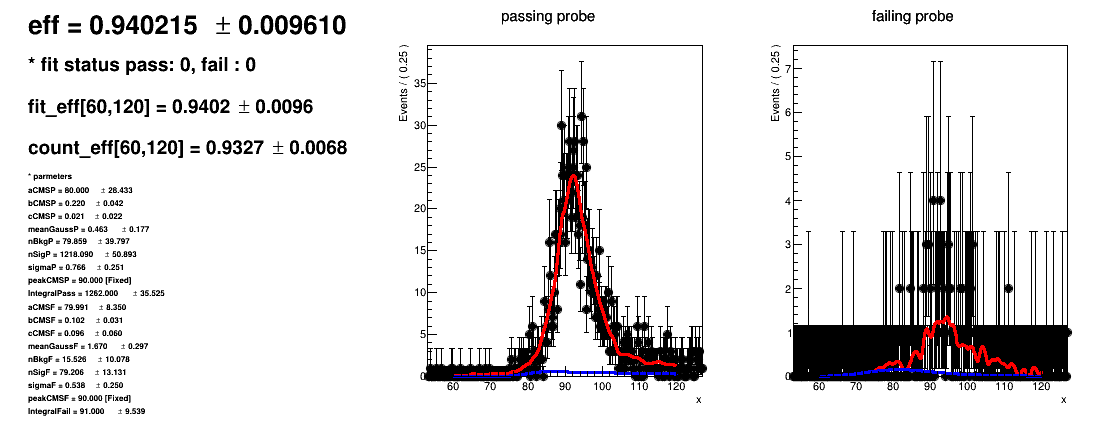 eff = 0.940215 ± 0.009610
* fit status pass: 0, fail : 0
fit_eff[60,120] = 0.9402 ± 0.0096
count_eff[60,120] = 0.9327 ± 0.0068
* parmeters
aCMSP = 80.000 ± 28.433
bCMSP = 0.220 ± 0.042
cCMSP = 0.021 ± 0.022
meanGaussP = 0.463 ± 0.177
nBkgP = 79.859 ± 39.797
nSigP = 1218.090 ± 50.893
sigmaP = 0.766 ± 0.251
peakCMSP = 90.000 [Fixed]
IntegralPass = 1262.000 ± 35.525
aCMSF = 79.991 ± 8.350
bCMSF = 0.102 ± 0.031
cCMSF = 0.096 ± 0.060
meanGaussF = 1.670 ± 0.297
nBkgF = 15.526 ± 10.078
nSigF = 79.206 ± 13.131
sigmaF = 0.538 ± 0.250
peakCMSF = 90.000 [Fixed]
IntegralFail = 91.000 ± 9.539
passing probe
Events / ( 0.25 )
35
30
25
20
15
10
5
0
60 70 80 90 100 110 120
x
failing probe
Events / ( 0.25 )
7
6
5
4
3
2
1
0
60 70 80 90 100 110 120
x